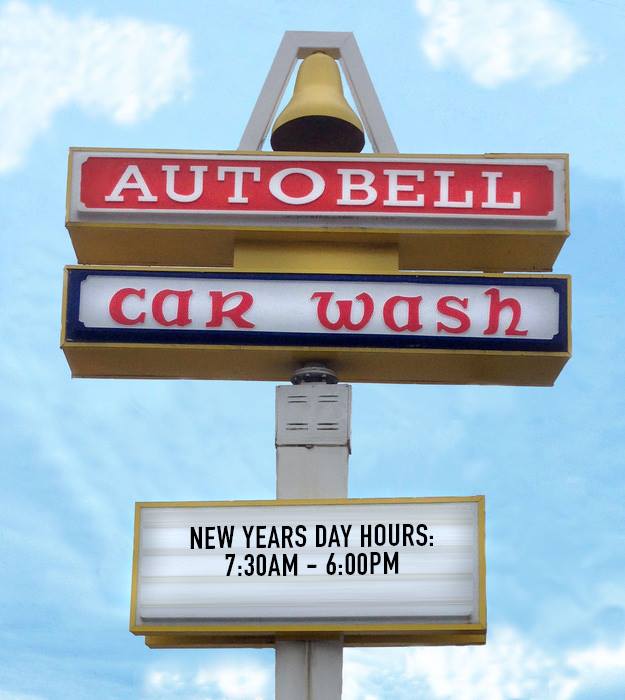 AUTOBELL
car wash
NEW YEARS DAY HOURS:
7:30AM - 6:00PM